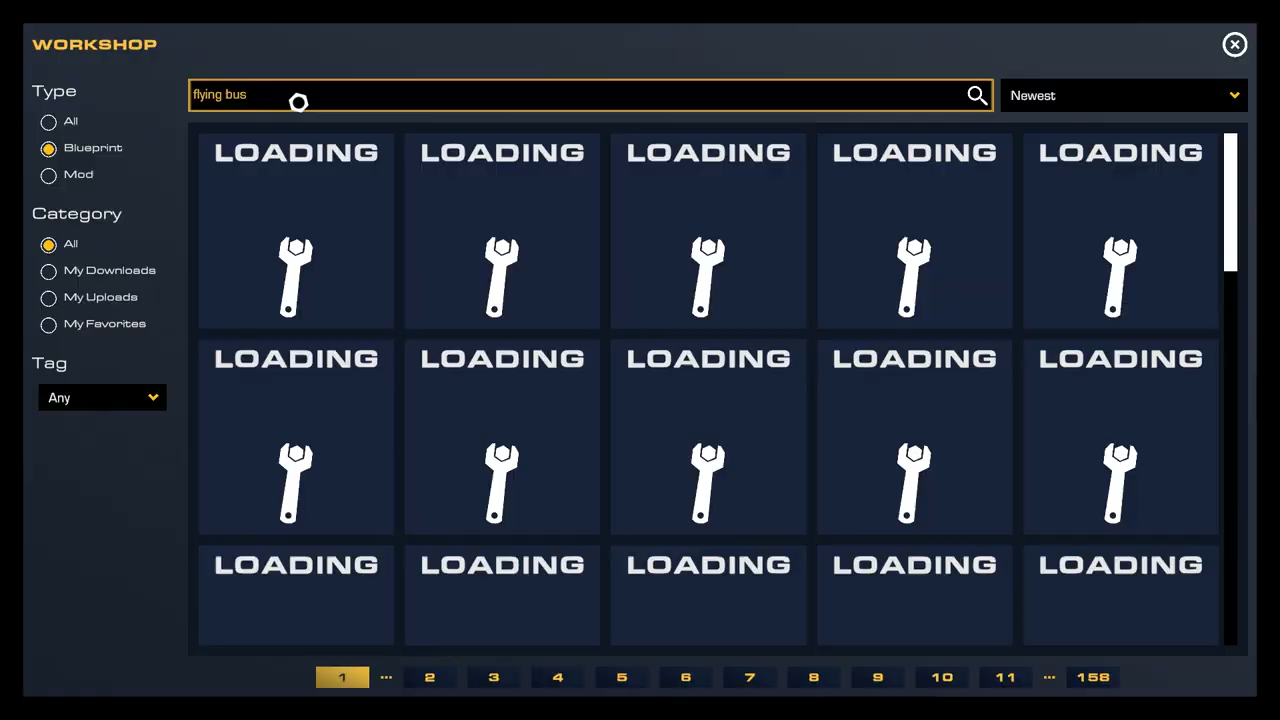 WORKSHOP
Type
All
Blueprint
Mod
Category
All
My Downloads
My Uploads
My Favorites
Tag
Any
flying bus
Newest
LOADING LOADING LOADING LOADING LOADING
LOADING LOADING LOADING LOADING LOADING
LOADING LOADING LOADING LOADING LOADING
1 ... 2 3 4 5 6 7 8 9 10 11 ... 158